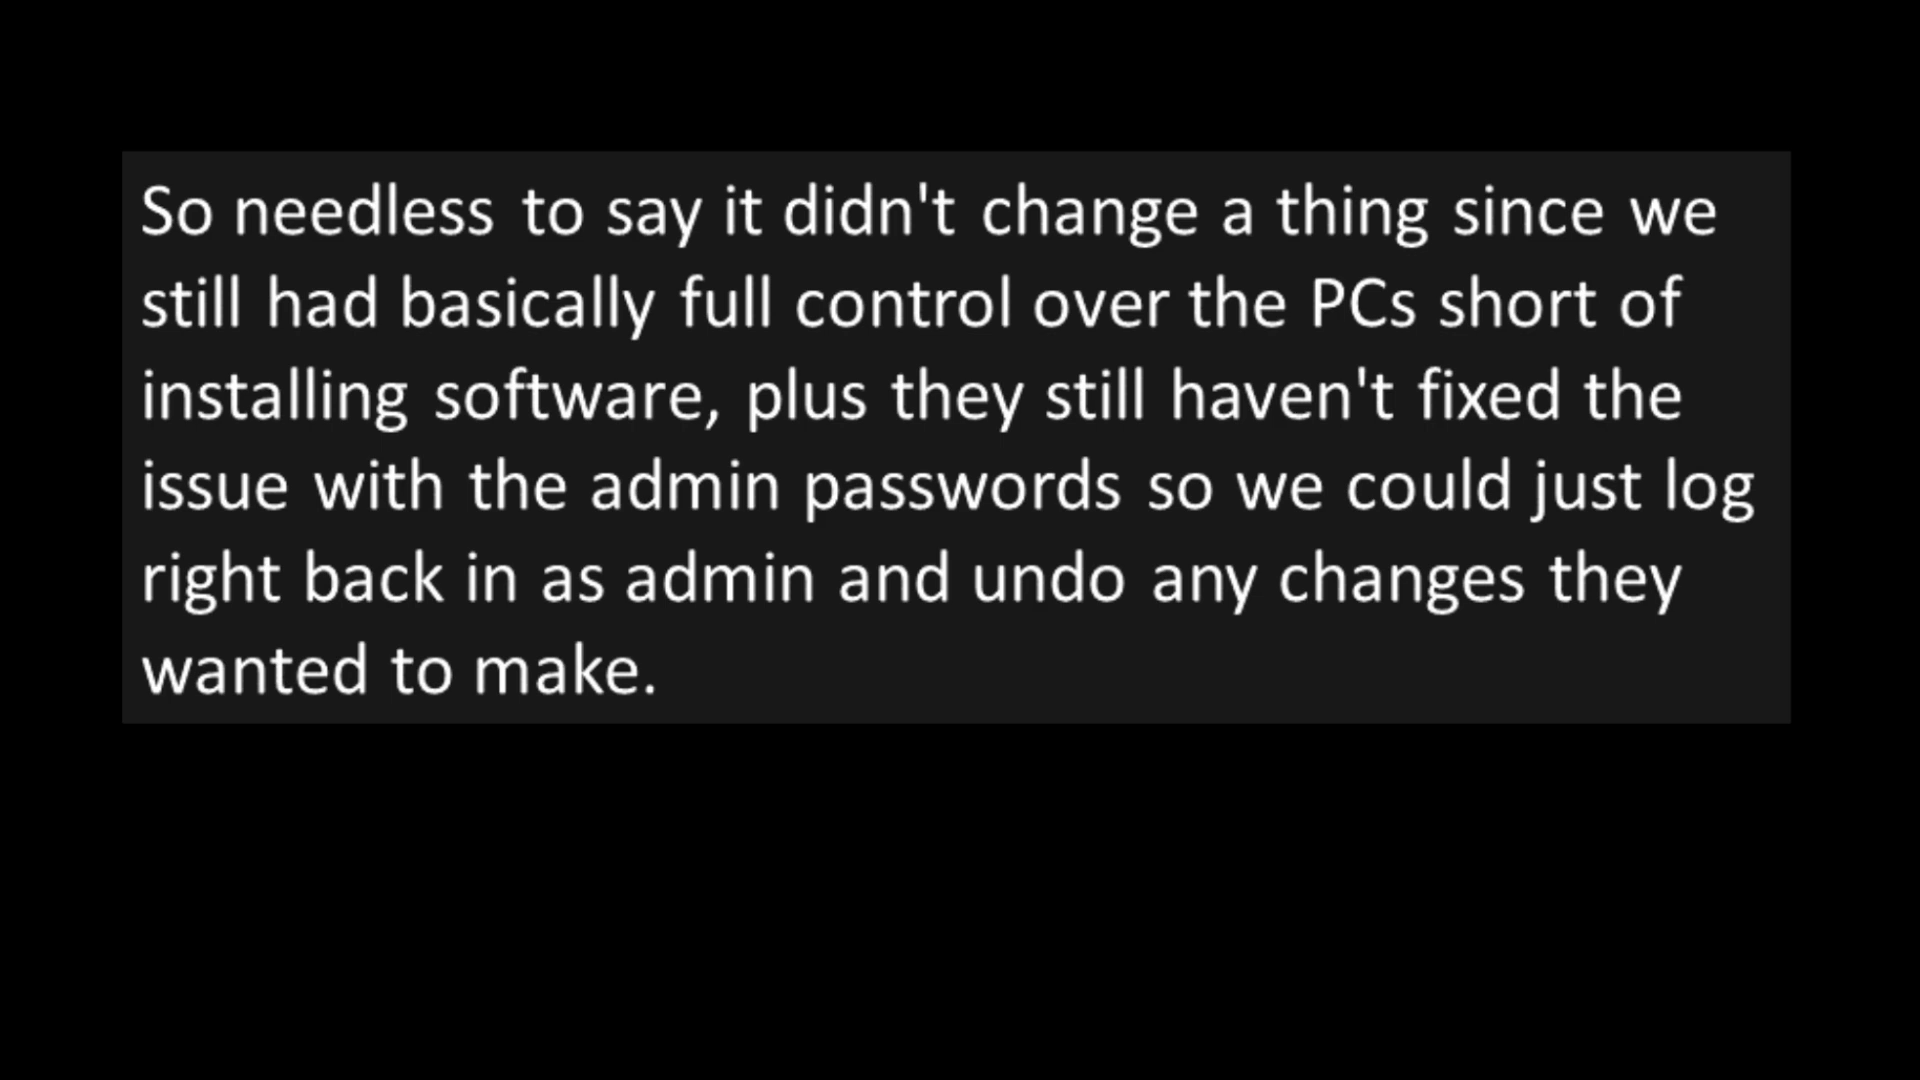 So needless to say it didn't change a thing since we
still had basically full control over the PCs short of
installing software, plus they still haven't fixed the
issue with the admin passwords so we could just log
right back in as admin and undo any changes they
wanted to make.